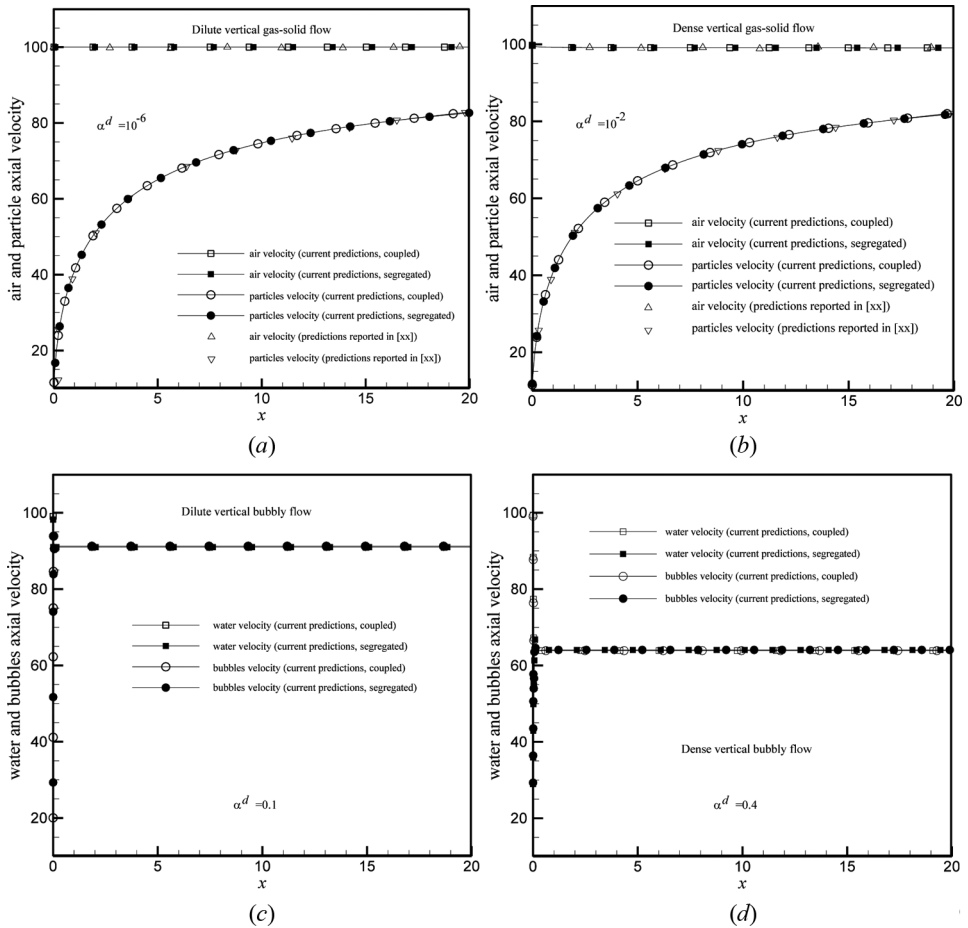 Dilute vertical gas-solid flow
air and particle axial velocity
100
80
60
40
20
α^d =10^-6
air velocity (current predictions, coupled)
air velocity (current predictions, segregated)
particles velocity (current predictions, coupled)
particles velocity (current predictions, segregated)
air velocity (predictions reported in [xx])
particles velocity (predictions reported in [xx])
0 5 10 15 20
x
(a)
Dense vertical gas-solid flow
air and particle axial velocity
100
80
60
40
20
α^d =10^-2
air velocity (current predictions, coupled)
air velocity (current predictions, segregated)
particles velocity (current predictions, coupled)
particles velocity (current predictions, segregated)
air velocity (predictions reported in [xx])
particles velocity (predictions reported in [xx])
0 5 10 15 20
x
(b)
Dilute vertical bubbly flow
water and bubbles axial velocity
100
80
60
40
20
water velocity (current predictions, coupled)
water velocity (current predictions, segregated)
bubbles velocity (current predictions, coupled)
bubbles velocity (current predictions, segregated)
α^d =0.1
0 5 10 15 20
x
(c)
water and bubbles axial velocity
100
80
60
40
20
water velocity (current predictions, coupled)
water velocity (current predictions, segregated)
bubbles velocity (current predictions, coupled)
bubbles velocity (current predictions, segregated)
Dense vertical bubbly flow
α^d =0.4
0 5 10 15 20
x
(d)